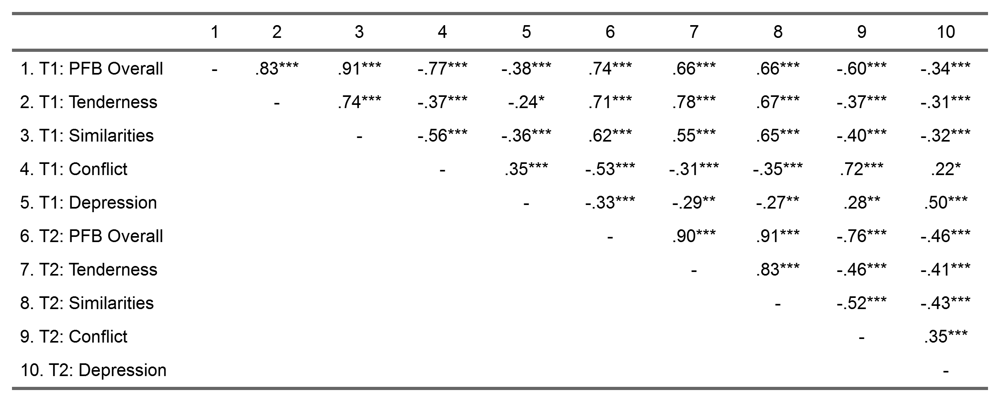 1 2 3 4 5 6 7 8 9 10
1. T1: PFB Overall - .83*** .91*** -.77*** -.38*** .74*** .66*** .66*** -.60*** -.34***
2. T1: Tenderness - .74*** -.37*** -.24* .71*** .78*** .67*** -.37*** -.31***
3. T1: Similarities - -.56*** -.36*** .62*** .55*** .65*** -.40*** -.32***
4. T1: Conflict - .35*** -.53*** -.31*** -.35*** .72*** .22*
5. T1: Depression - -.33*** -.29** -.27** .28** .50***
6. T2: PFB Overall - .90*** .91*** -.76*** -.46***
7. T2: Tenderness - .83*** -.46*** -.41***
8. T2: Similarities - -.52*** -.43***
9. T2: Conflict - .35***
10. T2: Depression -